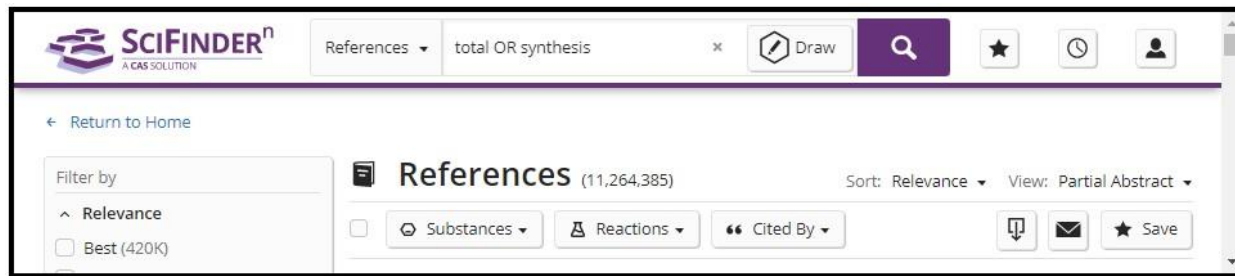 SCIFINDERⁿ
A CAS SOLUTION
References
total OR synthesis
Draw
Return to Home
Filter by
Relevance
Best (420K)
References (11,264,385)
Sort: Relevance View: Partial Abstract
Substances Reactions Cited By Save